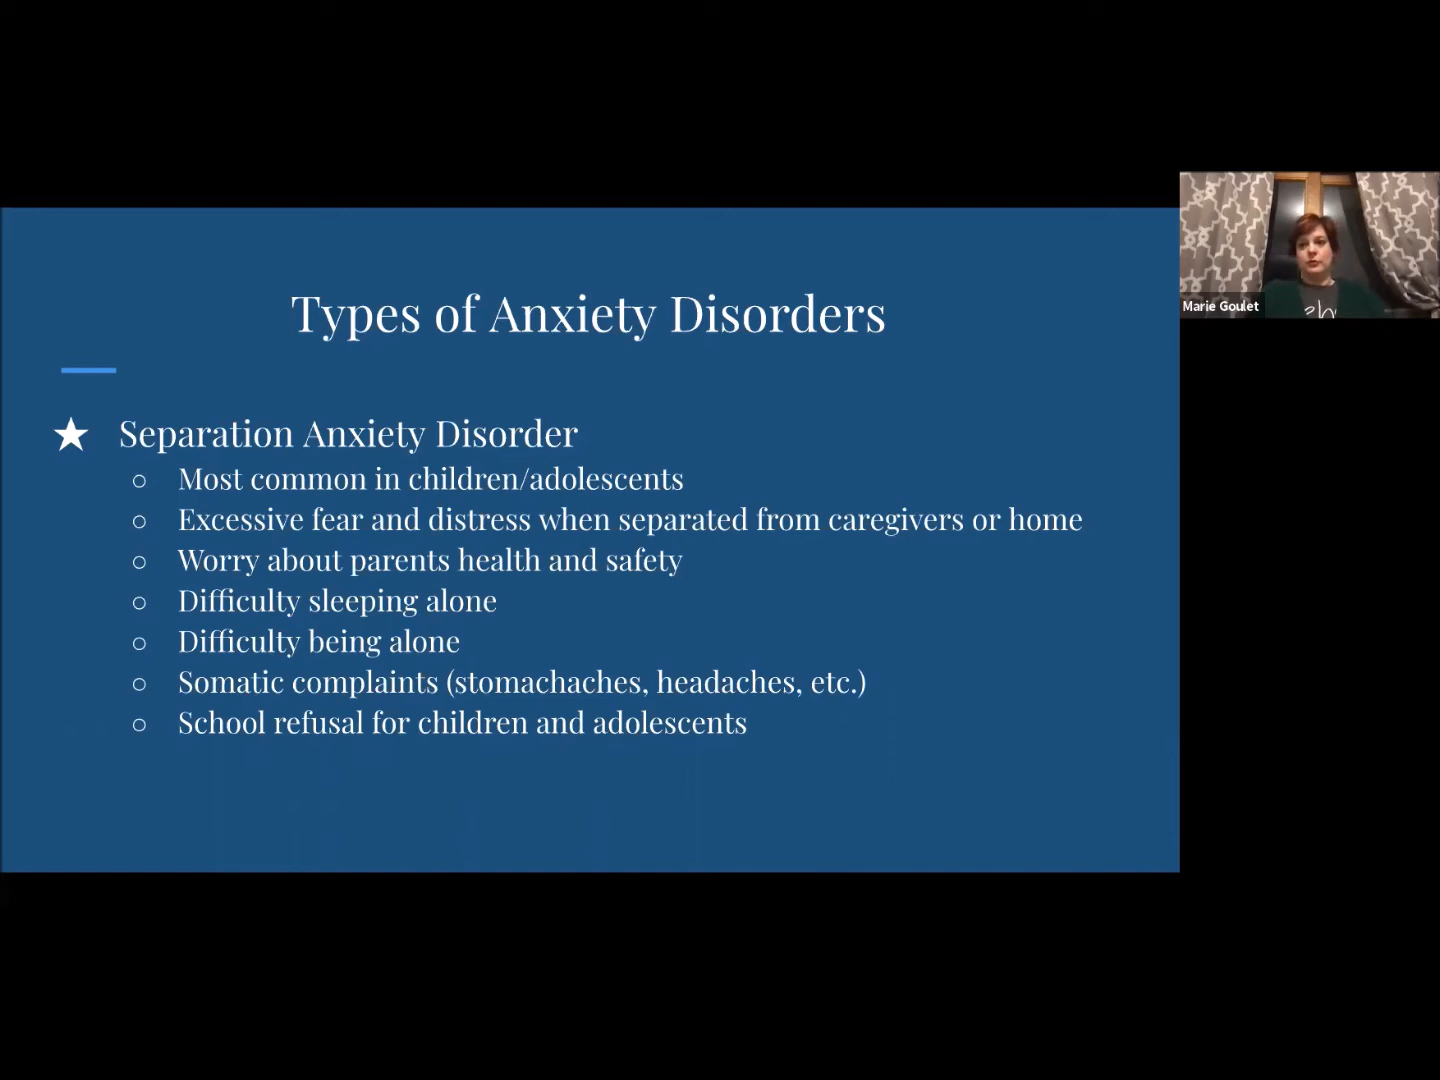 Types of Anxiety Disorders
★ Separation Anxiety Disorder
○ Most common in children/adolescents
○ Excessive fear and distress when separated from caregivers or home
○ Worry about parents health and safety
○ Difficulty sleeping alone
○ Difficulty being alone
○ Somatic complaints (stomachaches, headaches, etc.)
○ School refusal for children and adolescents
Marie Goulet